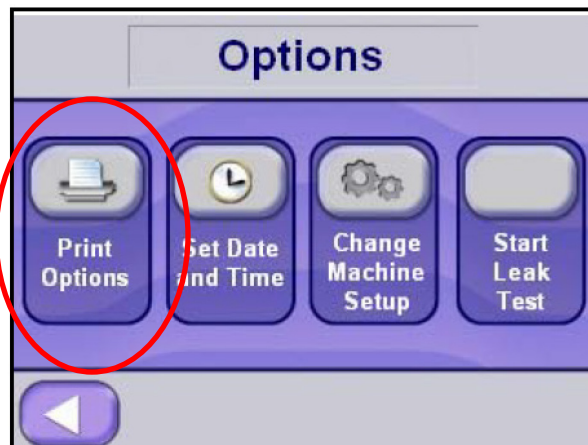 Options
Print
Options
Set Date
and Time
Change
Machine
Setup
Start
Leak
Test